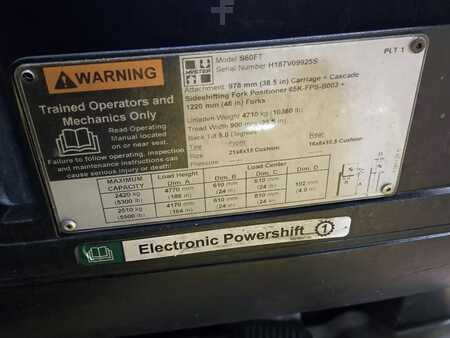 WARNING
Trained Operators and
Mechanics Only
Read Operating
Manual located
on or near seat.
Failure to follow operating, inspection
and maintenance instructions can
cause serious injury or death!
HYSTER
Model S60FT
Serial Number H187V09925S
PLT 1
Attachment 978 mm (38.5 in) Carriage + Cascade
Sideshifting Fork Positioner 65K-FPS-B002 +
1220 mm (48 in) Forks
Unladen Weight 4710 kg (10380 lb)
Tread Width 900 mm
Back Tilt 5.0 Degrees
Tire Front Rear
21x8x15 Cushion 16x6x10.5 Cushion
MAXIMUM CAPACITY Load Height Dim. A Load Center Dim. B Dim. C Dim. D
2420 kg (5300 lb) 4770 mm (188 in) 610 mm (24 in) 610 mm (24 in) 102 mm (4.0 in)
2510 kg (5500 lb) 4170 mm (164 in) 610 mm (24 in) 610 mm (24 in)
Electronic Powershift 1